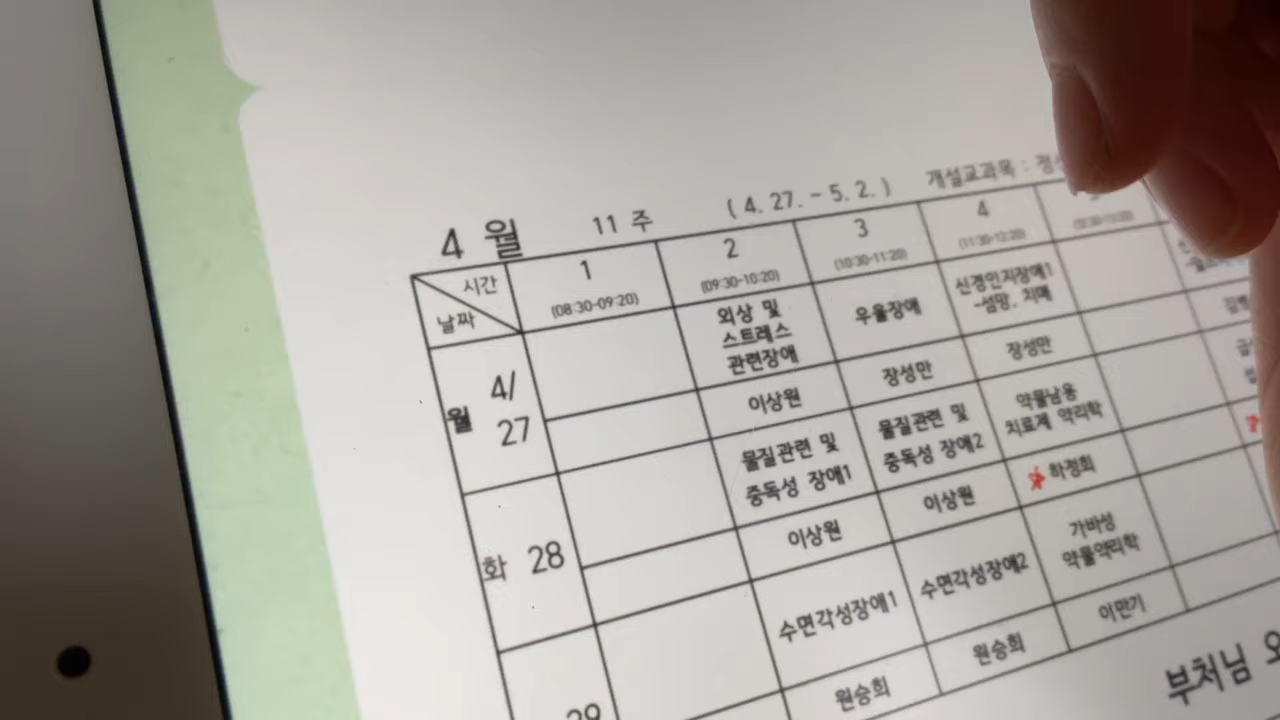 4 월 11 주 ( 4. 27. ~ 5. 2. ) 개설교과목 :
시간 1 2 3 4
날짜 (08:30-09:20) (09:30-10:20) (10:30-11:20) (11:30-12:20)
월 4/
27
외상 및
스트레스
관련장애
우울장애
신경인지장애1
-섬망, 치매
이상원 장성만 장성만
화 28
물질관련 및
중독성 장애1
물질관련 및
중독성 장애2
약물남용
치료제 약리학
이상원 이상원 하정희
29
수면각성장애1
수면각성장애2
가바성
약물약리학
원승희 원승희 이만기
부처님